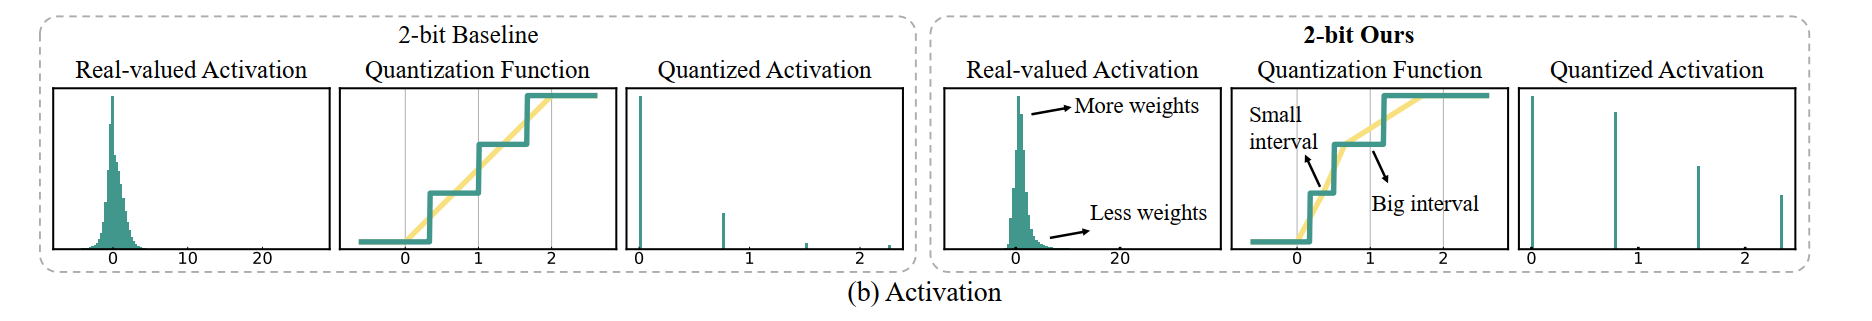 2-bit Baseline
Real-valued Activation
Quantization Function
Quantized Activation
0 10 20
0 1 2
0 1 2
2-bit Ours
Real-valued Activation
Quantization Function
Quantized Activation
More weights
Less weights
Small
interval
Big interval
0 20
0 1 2
0 1 2
(b) Activation